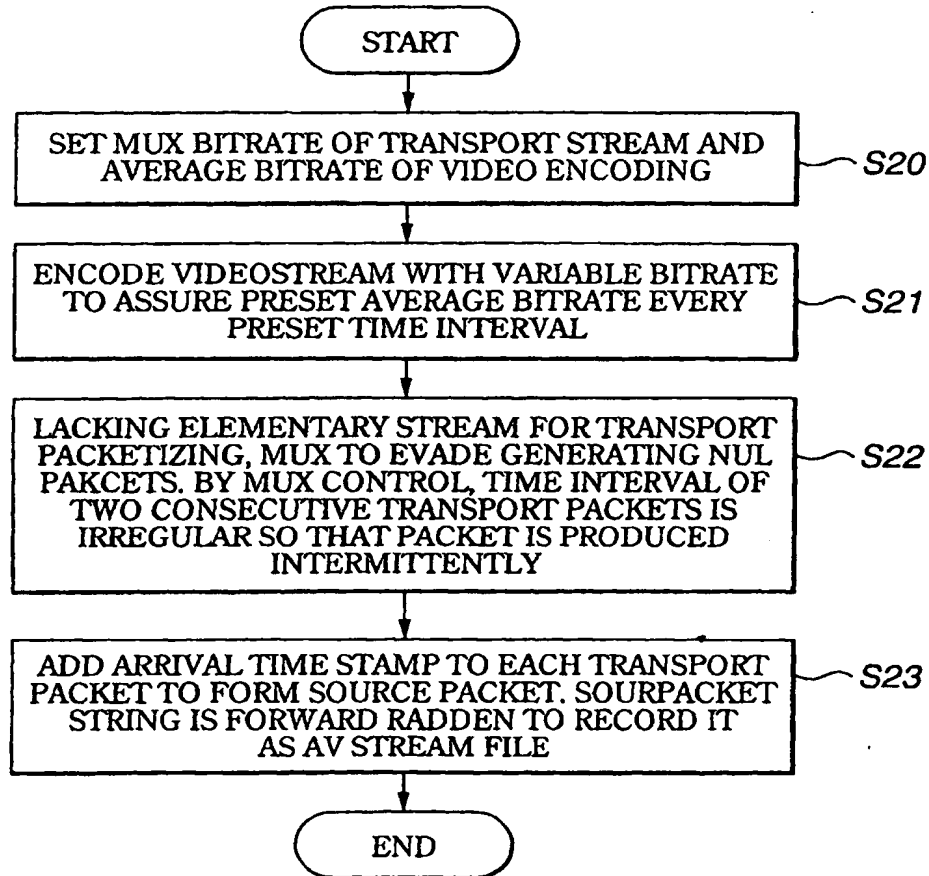 START
SET MUX BITRATE OF TRANSPORT STREAM AND
AVERAGE BITRATE OF VIDEO ENCODING
S20
ENCODE VIDEOSTREAM WITH VARIABLE BITRATE
TO ASSURE PRESET AVERAGE BITRATE EVERY
PRESET TIME INTERVAL
S21
LACKING ELEMENTARY STREAM FOR TRANSPORT
PACKETIZING, MUX TO EVADE GENERATING NUL
PAKCETS. BY MUX CONTROL, TIME INTERVAL OF
TWO CONSECUTIVE TRANSPORT PACKETS IS
IRREGULAR SO THAT PACKET IS PRODUCED
INTERMITTENTLY
S22
ADD ARRIVAL TIME STAMP TO EACH TRANSPORT
PACKET TO FORM SOURCE PACKET. SOURPACKET
STRING IS FORWARD RADDEN TO RECORD IT
AS AV STREAM FILE
S23
END